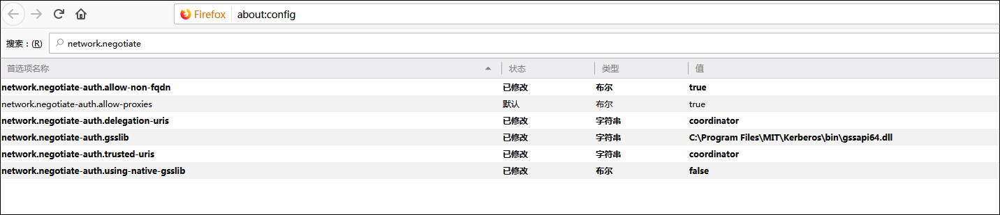 Firefox about:config
搜索：(R) network.negotiate
首选项名称 状态 类型 值
network.negotiate-auth.allow-non-fqdn 已修改 布尔 true
network.negotiate-auth.allow-proxies 默认 布尔 true
network.negotiate-auth.delegation-uris 已修改 字符串 coordinator
network.negotiate-auth.gsslib 已修改 字符串 C:\Program Files\MIT\Kerberos\bin\gssapi64.dll
network.negotiate-auth.trusted-uris 已修改 字符串 coordinator
network.negotiate-auth.using-native-gsslib 已修改 布尔 false